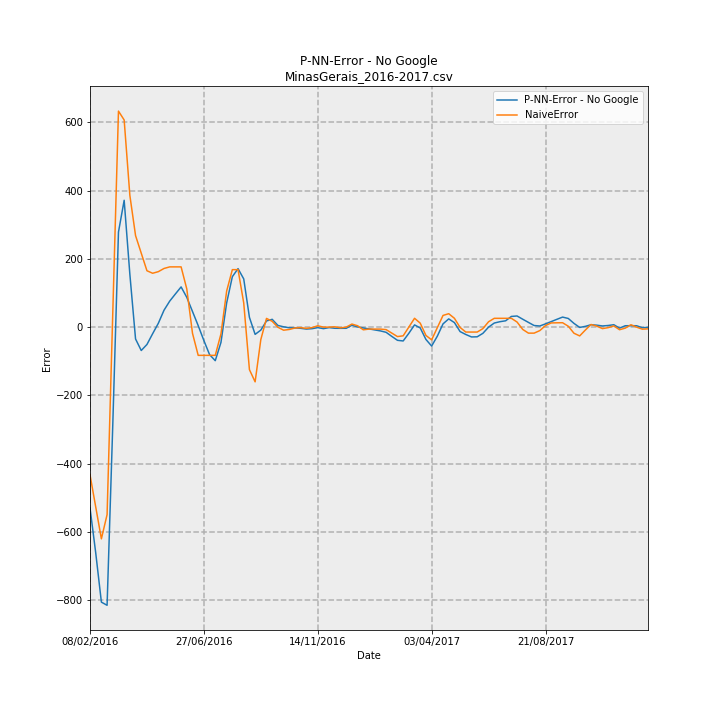 P-NN-Error - No Google
MinasGerais_2016-2017.csv
P-NN-Error - No Google
NaiveError
600
400
200
0
−200
−400
−600
−800
Error
08/02/2016
27/06/2016
14/11/2016
03/04/2017
21/08/2017
Date